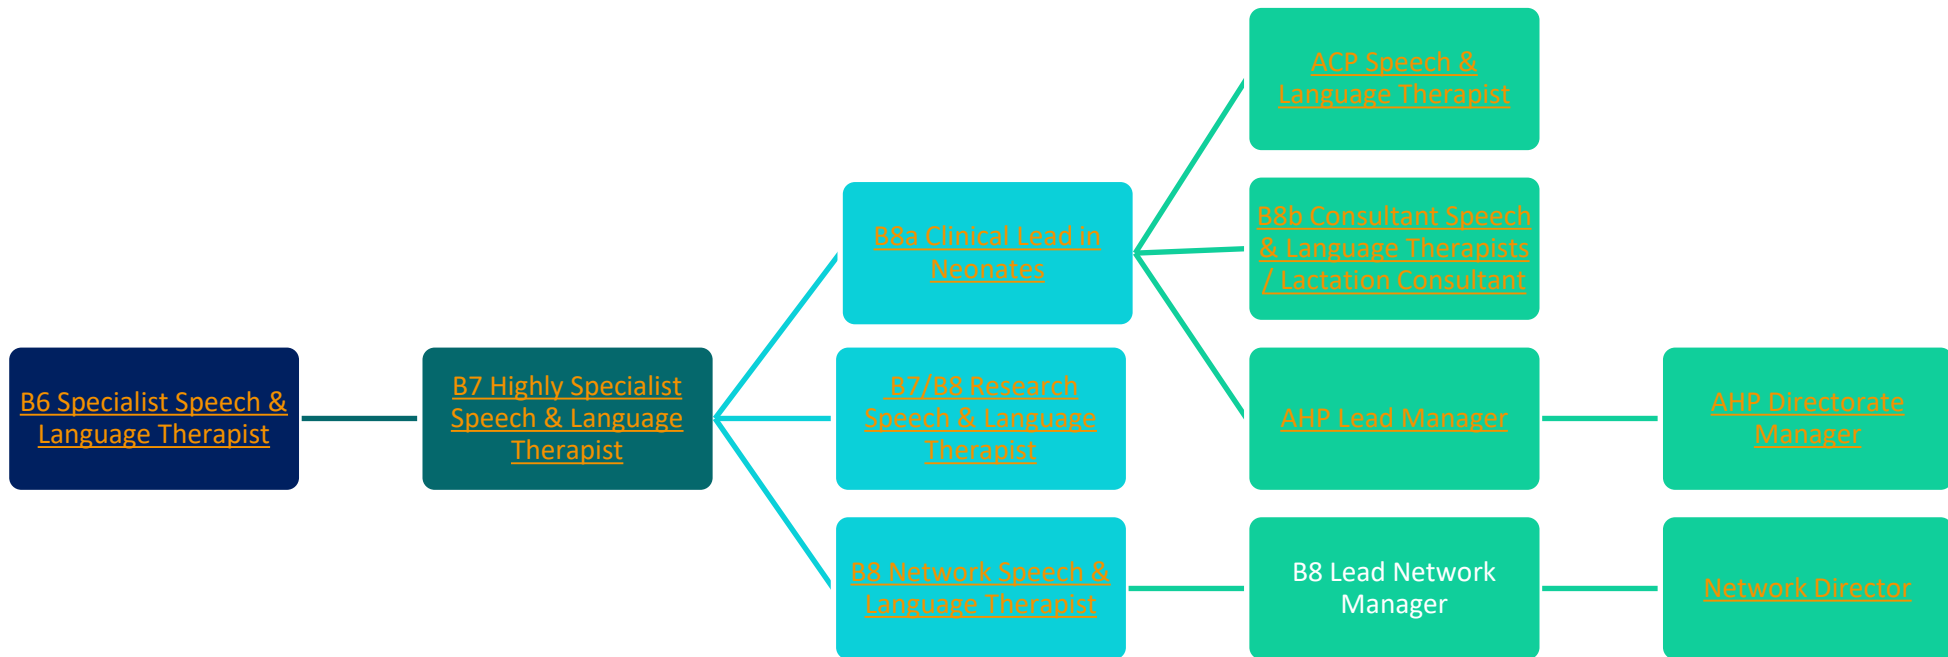 ACP Speech &
Language Therapist
B8b Consultant Speech
& Language Therapists
/ Lactation Consultant
B8a Clinical Lead in
Neonates
B6 Specialist Speech &
Language Therapist
B7 Highly Specialist
Speech & Language
Therapist
B7/B8 Research
Speech & Language
Therapist
AHP Lead Manager
AHP Directorate
Manager
B8 Network Speech &
Language Therapist
B8 Lead Network
Manager
Network Director